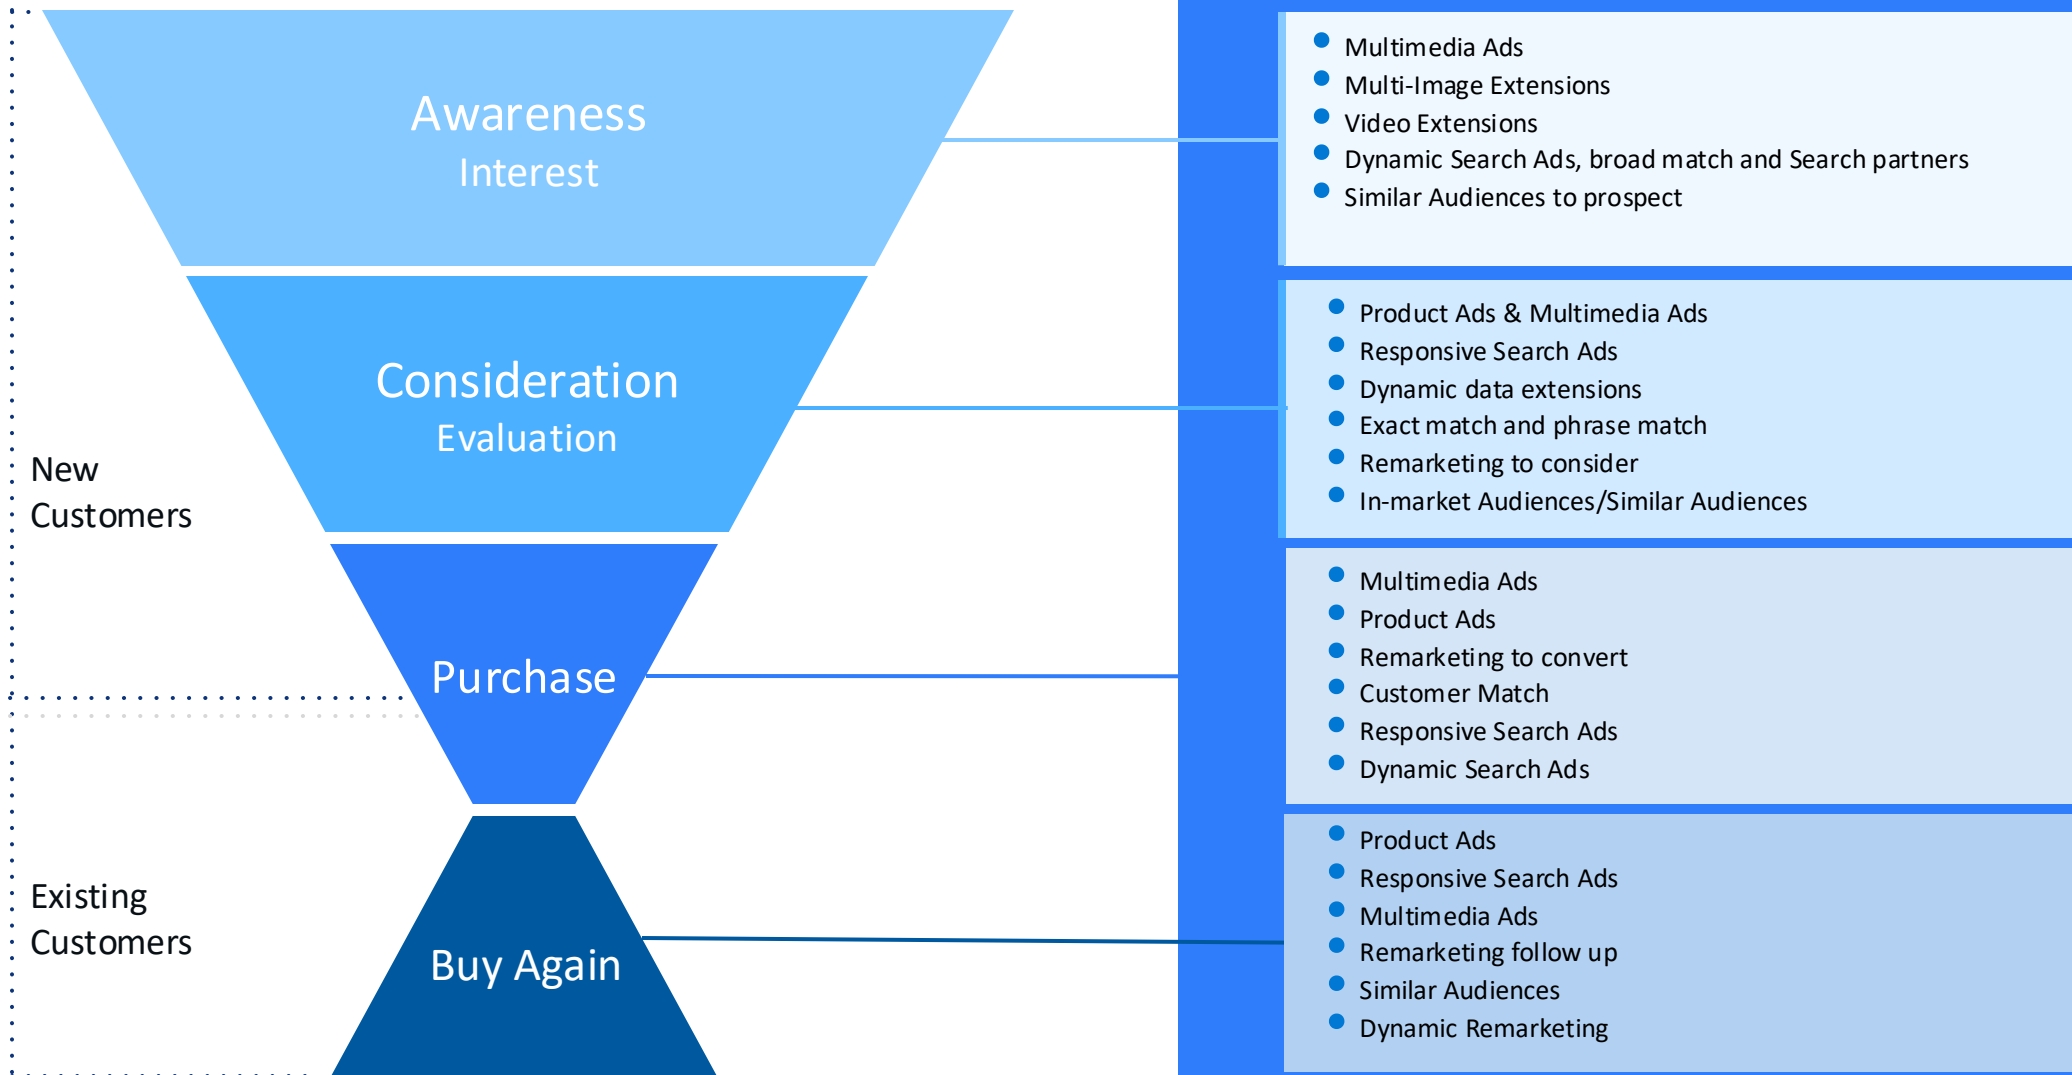 Awareness
Interest
Multimedia Ads
Multi-Image Extensions
Video Extensions
Dynamic Search Ads, broad match and Search partners
Similar Audiences to prospect
Consideration
Evaluation
Product Ads & Multimedia Ads
Responsive Search Ads
Dynamic data extensions
Exact match and phrase match
Remarketing to consider
In-market Audiences/Similar Audiences
New
Customers
Purchase
Multimedia Ads
Product Ads
Remarketing to convert
Customer Match
Responsive Search Ads
Dynamic Search Ads
Existing
Customers
Buy Again
Product Ads
Responsive Search Ads
Multimedia Ads
Remarketing follow up
Similar Audiences
Dynamic Remarketing